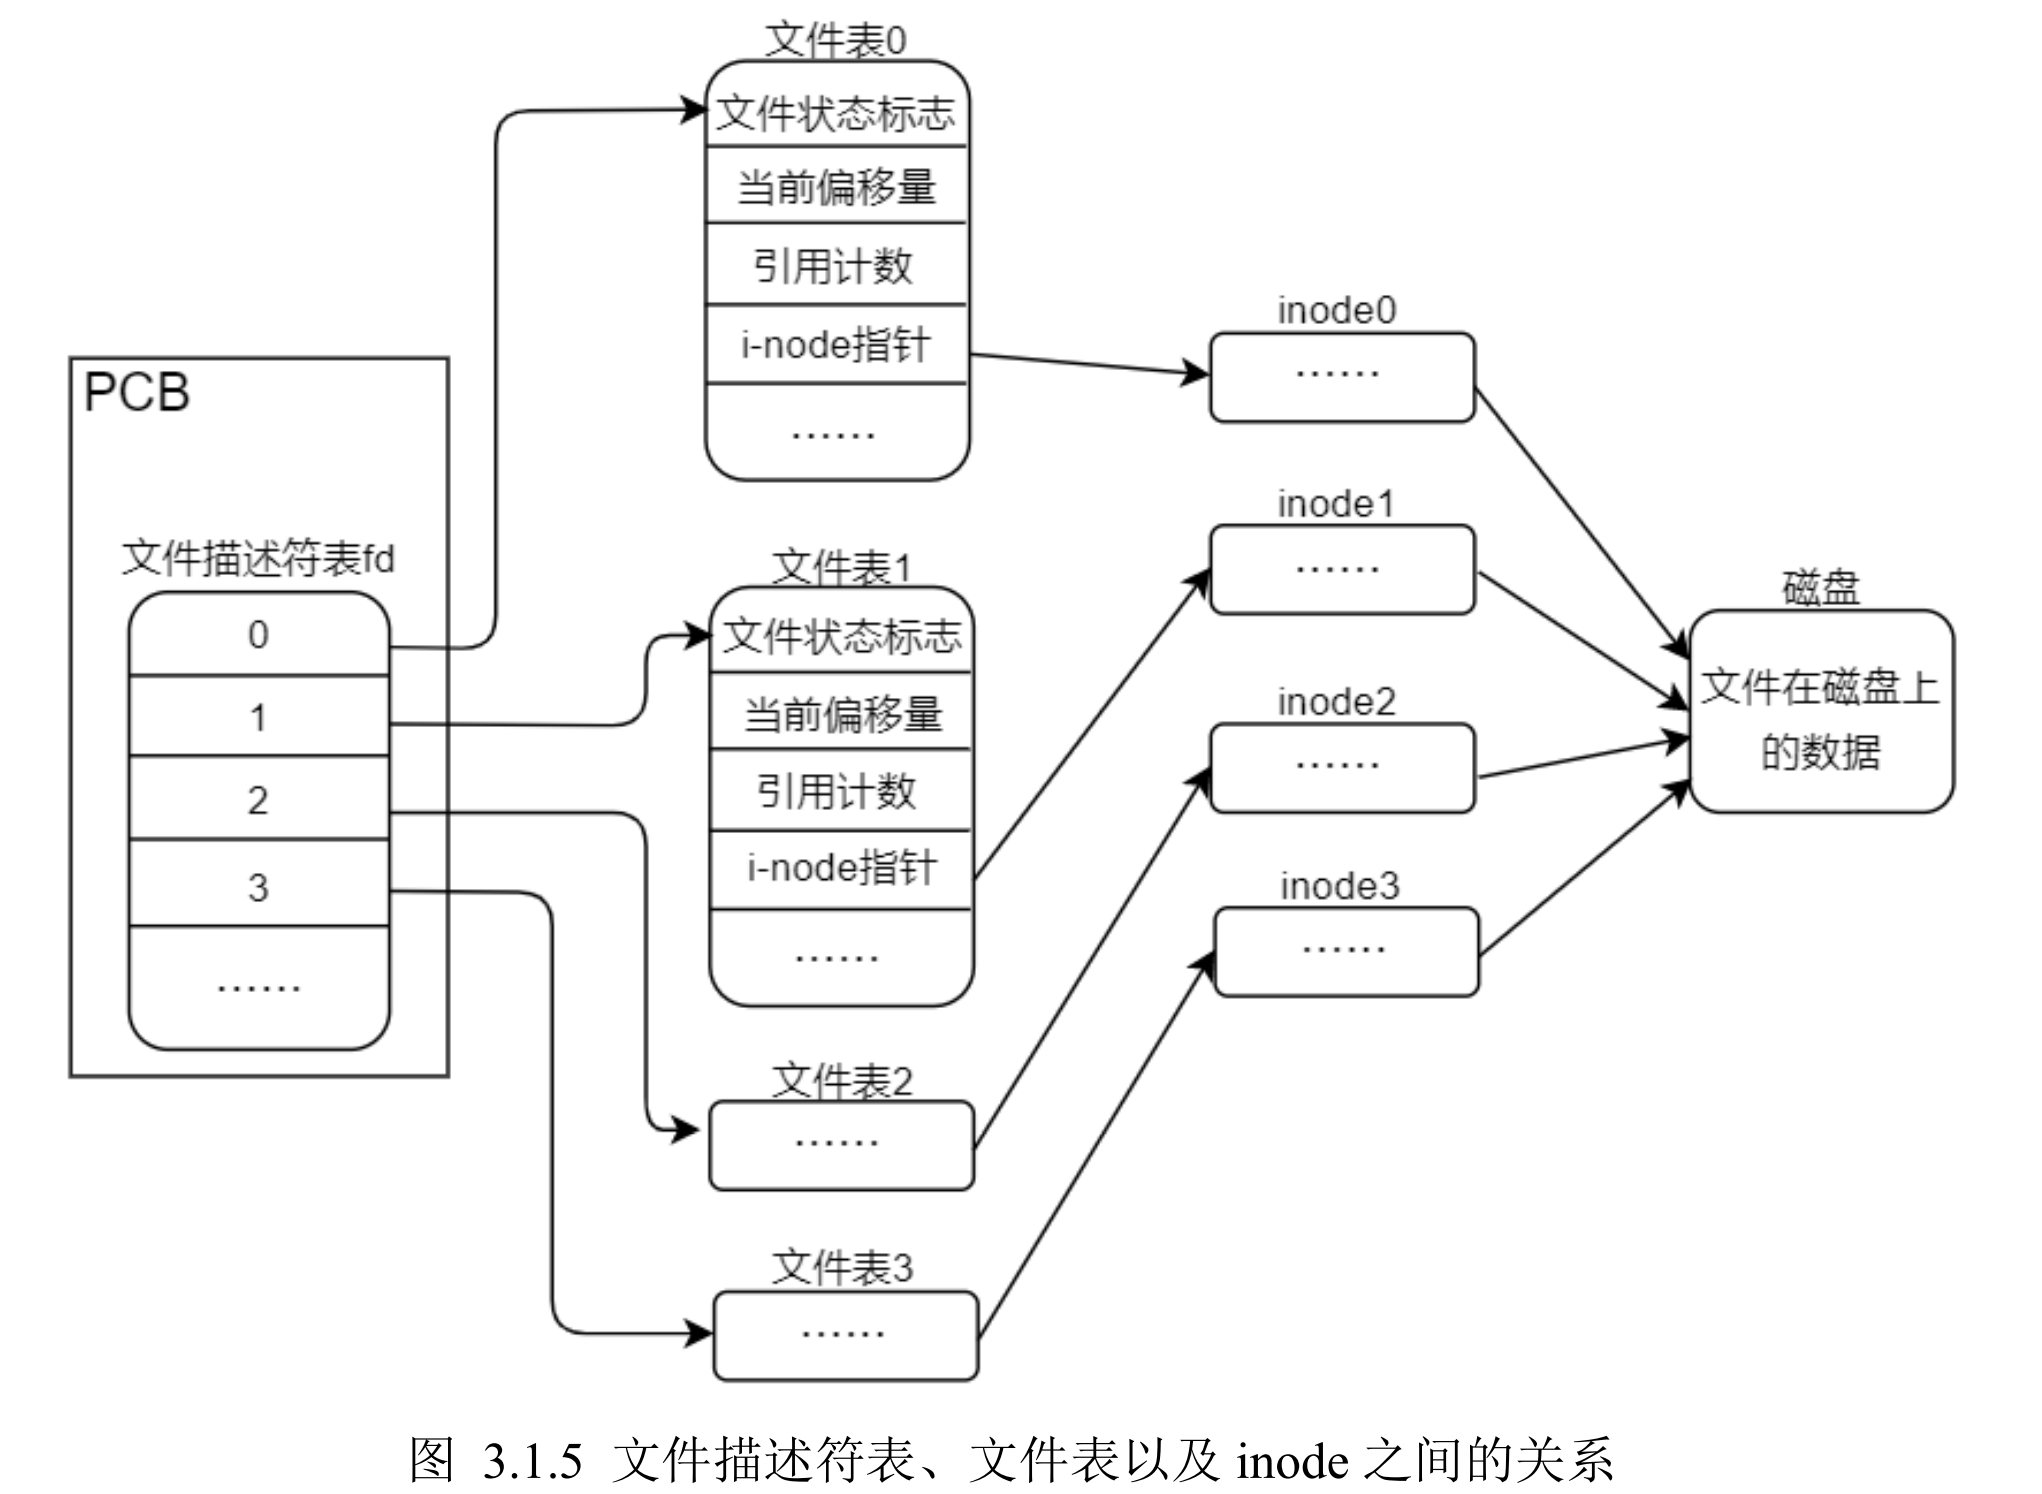 文件表0
文件状态标志
当前偏移量
引用计数
i-node指针
......
PCB
文件描述符表fd
0
1
2
3
......
文件表1
文件状态标志
当前偏移量
引用计数
i-node指针
......
文件表2
......
文件表3
......
inode0
......
inode1
......
inode2
......
inode3
......
磁盘
文件在磁盘上
的数据
图 3.1.5 文件描述符表、文件表以及 inode 之间的关系